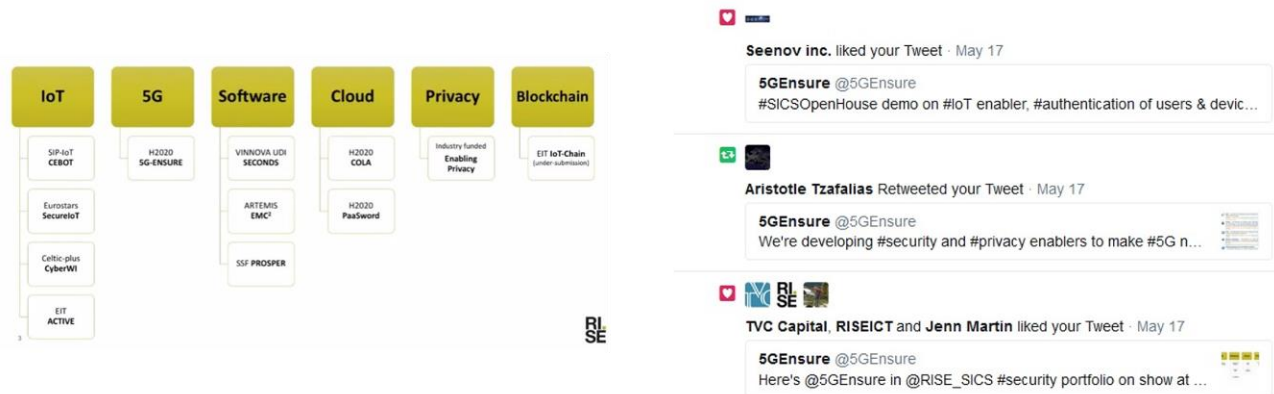 IoT
5G
Software
Cloud
Privacy
Blockchain
SIP-IoT
CEBOT
H2020
5G-ENSURE
VINNOVA UDI
SECONDS
H2020
COLA
Industry funded
Enabling
Privacy
EIT IoT-Chain
(under submission)
Eurostars
SecureIoT
ARTEMIS
EMC²
H2020
PaaSword
Celtic-plus
CyberWI
SSF PROSPER
EIT
ACTIVE
3
RI.
SE
Seenov inc. liked your Tweet · May 17
5GEnsure @5GEnsure
#SICSOpenHouse demo on #IoT enabler, #authentication of users & devic...
Aristotle Tzafalias Retweeted your Tweet · May 17
5GEnsure @5GEnsure
We're developing #security and #privacy enablers to make #5G n...
TVC
RI.
SE
TVC Capital, RISEICT and Jenn Martin liked your Tweet · May 17
5GEnsure @5GEnsure
Here's @5GEnsure in @RISE_SICS #security portfolio on show at ...